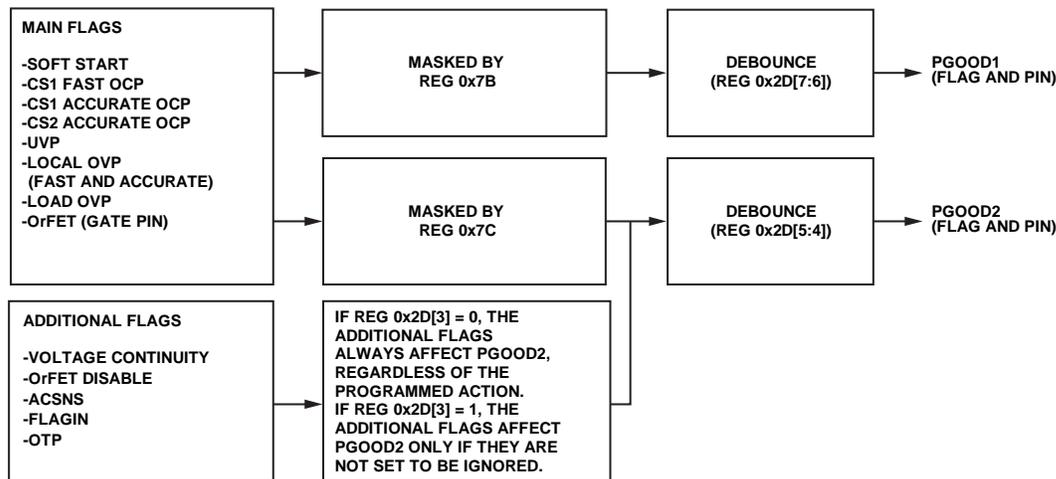 MAIN FLAGS
-SOFT START
-CS1 FAST OCP
-CS1 ACCURATE OCP
-CS2 ACCURATE OCP
-UVP
-LOCAL OVP
(FAST AND ACCURATE)
-LOAD OVP
-OrFET (GATE PIN)
MASKED BY
REG 0x7B
DEBOUNCE
(REG 0x2D[7:6])
PGOOD1
(FLAG AND PIN)
MASKED BY
REG 0x7C
DEBOUNCE
(REG 0x2D[5:4])
PGOOD2
(FLAG AND PIN)
ADDITIONAL FLAGS
-VOLTAGE CONTINUITY
-OrFET DISABLE
-ACSNS
-FLAGIN
-OTP
IF REG 0x2D[3] = 0, THE
ADDITIONAL FLAGS
ALWAYS AFFECT PGOOD2,
REGARDLESS OF THE
PROGRAMMED ACTION.
IF REG 0x2D[3] = 1, THE
ADDITIONAL FLAGS AFFECT
PGOOD2 ONLY IF THEY ARE
NOT SET TO BE IGNORED.